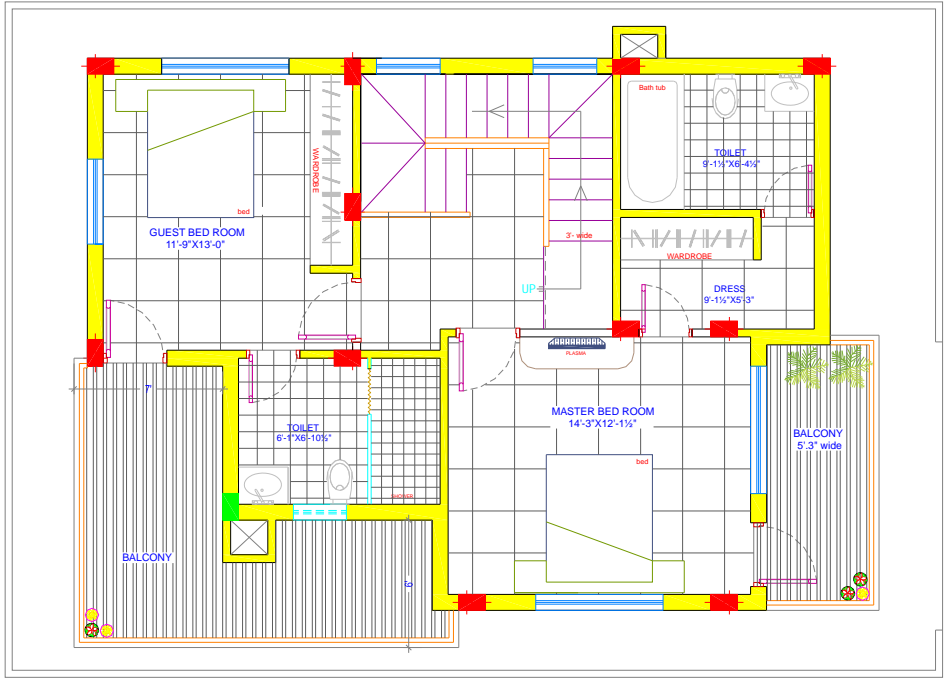 Bath tub
TOILET
9'-1½"X6'-4½"
WARDROBE
bed
GUEST BED ROOM
11'-9"X13'-0"
3'- wide
WARDROBE
UP
DRESS
9'-1½"X5'-3"
PLASMA
7'
MASTER BED ROOM
14'-3"X12'-1½"
TOILET
6'-1"X6'-10½"
BALCONY
5'.3" wide
bed
SHOWER
BALCONY